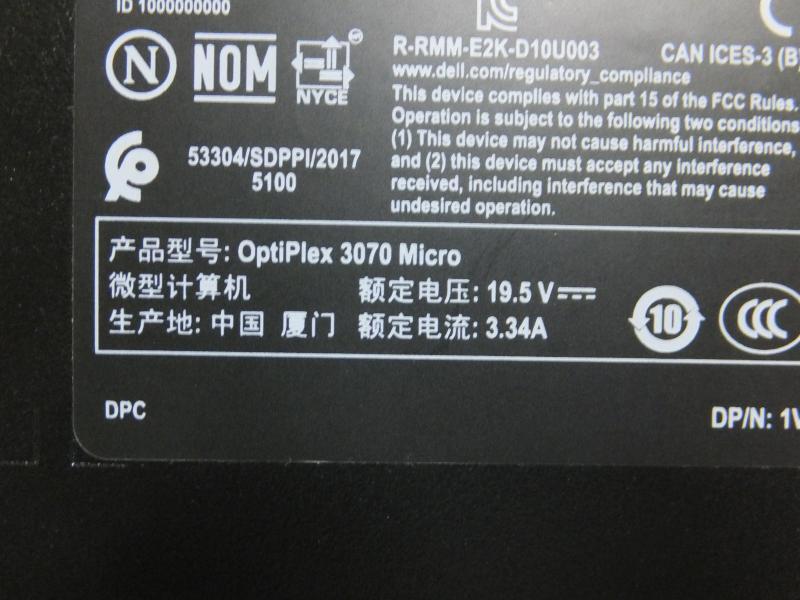 ID 1000000000
N
NOM
NYCE
R-RMM-E2K-D10U003
CAN ICES-3 (B)
www.dell.com/regulatory_compliance
This device complies with part 15 of the FCC Rules.
Operation is subject to the following two conditions
(1) This device may not cause harmful interference,
and (2) this device must accept any interference
received, including interference that may cause
undesired operation.
53304/SDPPI/2017
5100
产品型号: OptiPlex 3070 Micro
微型计算机 额定电压: 19.5 V
生产地: 中国 厦门 额定电流: 3.34A
10
CCC
DPC
DP/N: 1V